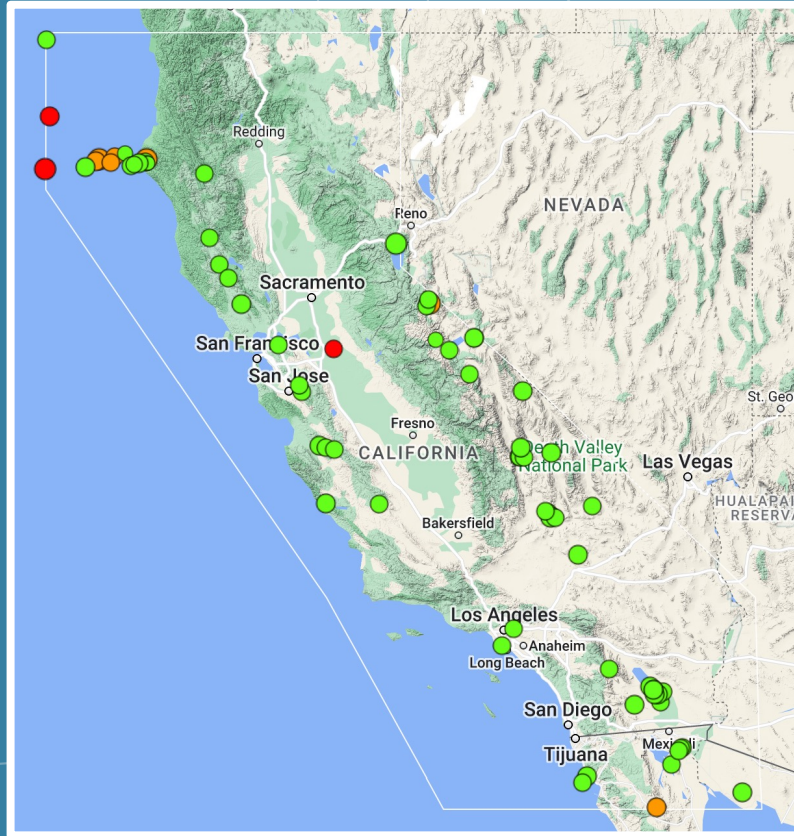 Redding
Reno
NEVADA
Sacramento
San Francisco
San Jose
St. Geo
Fresno
CALIFORNIA
Death Valley
National Park
Las Vegas
HUALAPAI
RESERVA
Bakersfield
Los Angeles
Anaheim
Long Beach
San Diego
Mexicali
Tijuana